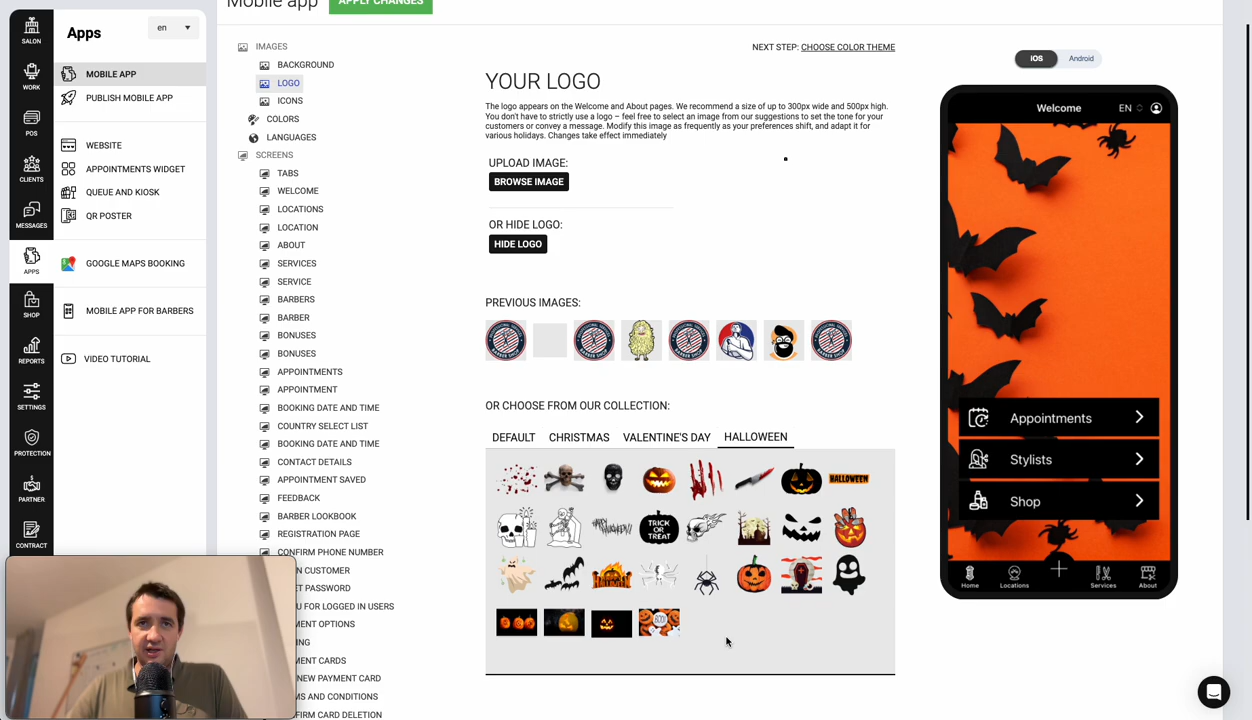 SALON
WORK
POS
CLIENTS
MESSAGES
APPS
SHOP
REPORTS
SETTINGS
PROTECTION
PARTNER
CONTRACT
Apps
en
MOBILE APP
PUBLISH MOBILE APP
WEBSITE
APPOINTMENTS WIDGET
QUEUE AND KIOSK
QR POSTER
GOOGLE MAPS BOOKING
MOBILE APP FOR BARBERS
VIDEO TUTORIAL
Mobile app
APPLY CHANGES
IMAGES
BACKGROUND
LOGO
ICONS
COLORS
LANGUAGES
SCREENS
TABS
WELCOME
LOCATIONS
LOCATION
ABOUT
SERVICES
SERVICE
BARBERS
BARBER
BONUSES
BONUSES
APPOINTMENTS
APPOINTMENT
BOOKING DATE AND TIME
COUNTRY SELECT LIST
BOOKING DATE AND TIME
CONTACT DETAILS
APPOINTMENT SAVED
FEEDBACK
BARBER LOOKBOOK
REGISTRATION PAGE
CONFIRM PHONE NUMBER
N CUSTOMER
ET PASSWORD
U FOR LOGGED IN USERS
MENT OPTIONS
NG
MENT CARDS
NEW PAYMENT CARD
MS AND CONDITIONS
FIRM CARD DELETION
NEXT STEP: CHOOSE COLOR THEME
YOUR LOGO
The logo appears on the Welcome and About pages. We recommend a size of up to 300px wide and 500px high.
You don't have to strictly use a logo – feel free to select an image from our suggestions to set the tone for your
customers or convey a message. Modify this image as frequently as your preferences shift, and adapt it for
various holidays. Changes take effect immediately
UPLOAD IMAGE:
BROWSE IMAGE
OR HIDE LOGO:
HIDE LOGO
PREVIOUS IMAGES:
OR CHOOSE FROM OUR COLLECTION:
DEFAULT CHRISTMAS VALENTINE'S DAY HALLOWEEN
HALLOWEEN
TRICK
OR
TREAT
iOS Android
Welcome EN
Appointments
Stylists
Shop
Home Locations Services About